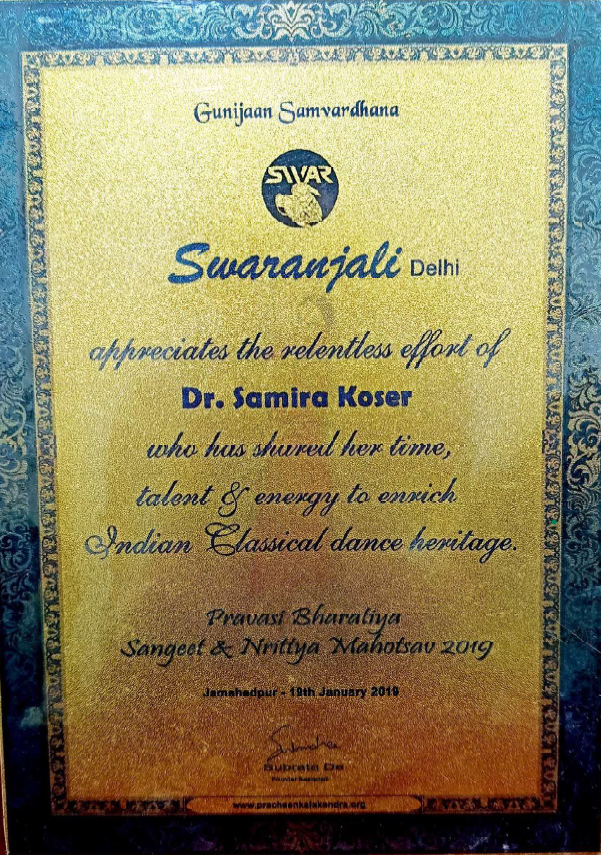 Gunijaan Samvardhana
SWAR
Swaranjali Delhi
appreciates the relentless effort of
Dr. Samira Koser
who has shared her time,
talent & energy to enrich
Indian Classical dance heritage.
Pravasi Bharatiya
Sangeet & Nrittya Mahotsav 2019
Jamshedpur - 19th January 2019
Subrata De
www.pracheenkalakendra.org